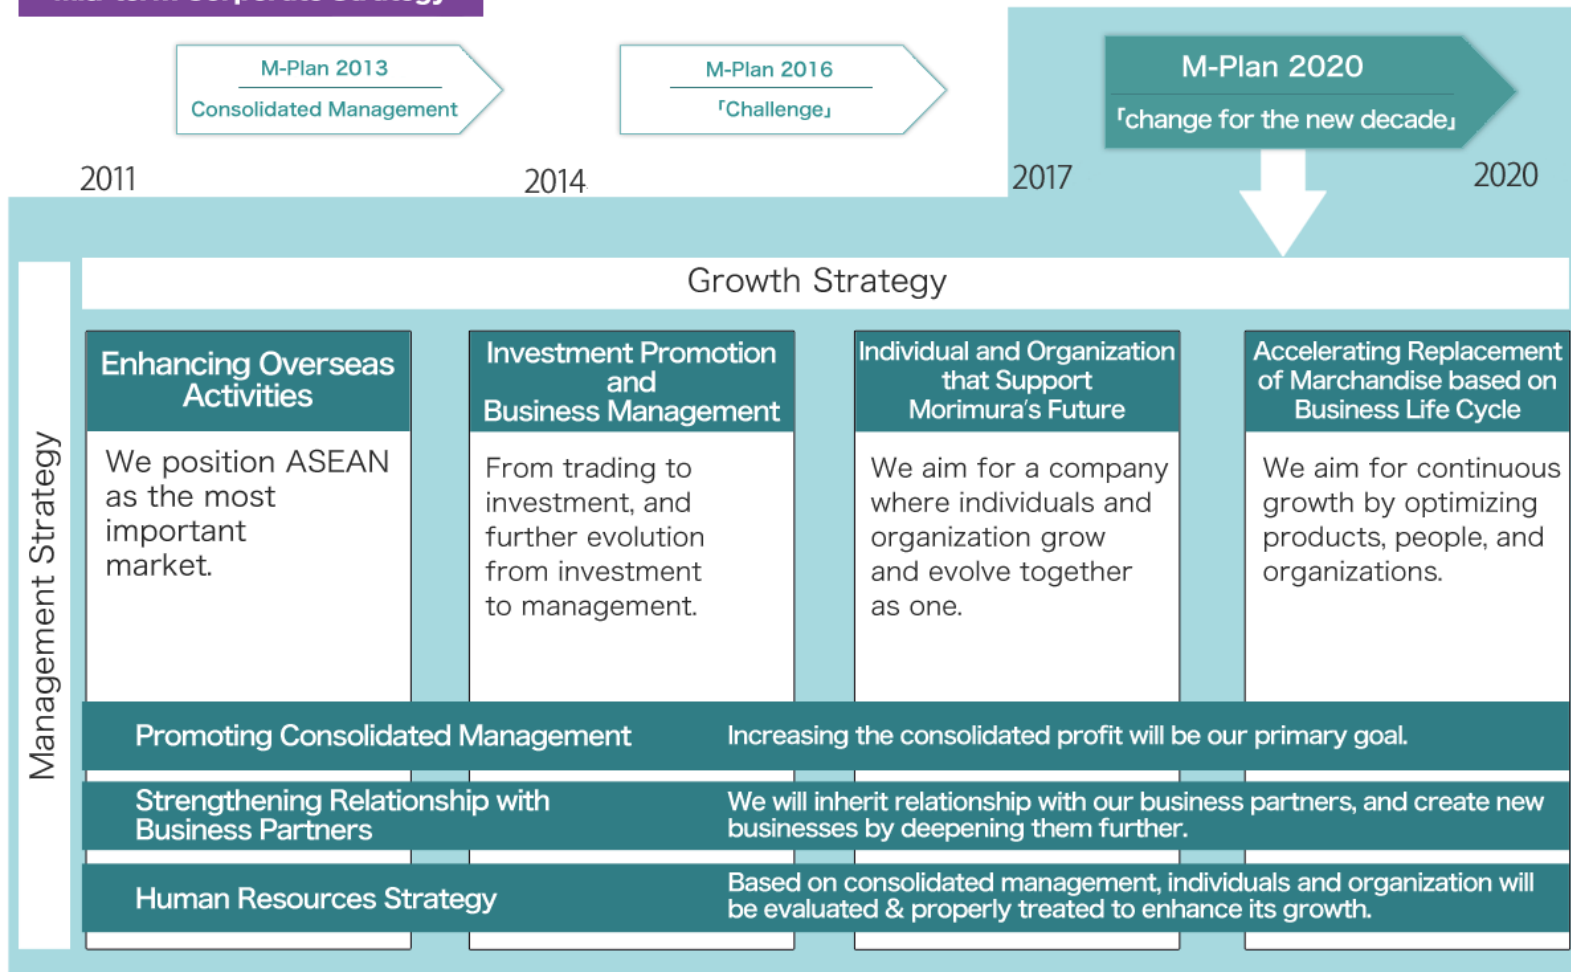 Mid-term Corporate Strategy
M-Plan 2013
Consolidated Management
M-Plan 2016
「Challenge」
M-Plan 2020
「change for the new decade」
2011
2014
2017
2020
Management Strategy
Growth Strategy
Enhancing Overseas
Activities
We position ASEAN
as the most
important
market.
Investment Promotion
and
Business Management
From trading to
investment, and
further evolution
from investment
to management.
Individual and Organization
that Support
Morimura's Future
We aim for a company
where individuals and
organization grow
and evolve together
as one.
Accelerating Replacement
of Marchandise based on
Business Life Cycle
We aim for continuous
growth by optimizing
products, people, and
organizations.
Promoting Consolidated Management
Increasing the consolidated profit will be our primary goal.
Strengthening Relationship with
Business Partners
We will inherit relationship with our business partners, and create new
businesses by deepening them further.
Human Resources Strategy
Based on consolidated management, individuals and organization will
be evaluated & properly treated to enhance its growth.